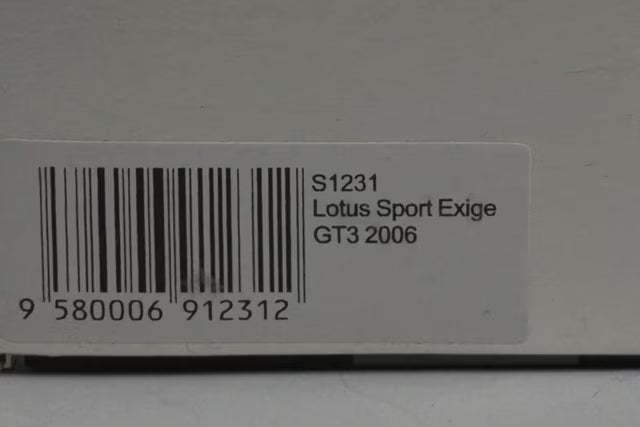 S1231
Lotus Sport Exige
GT3 2006
9 580006 912312